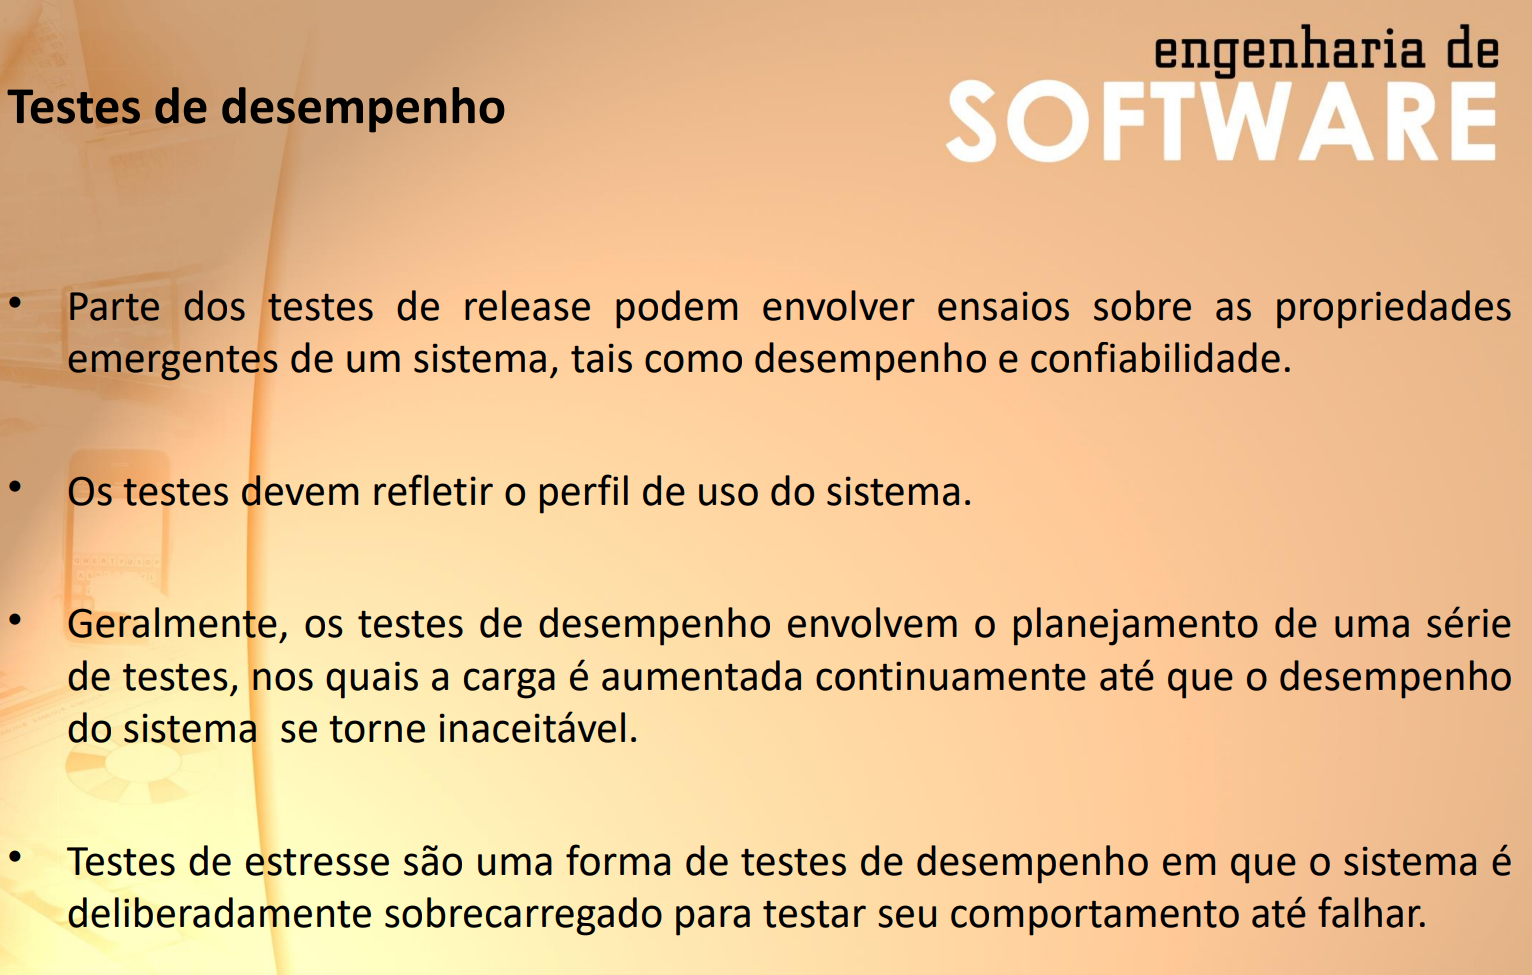 engenharia de
SOFTWARE
Testes de desempenho
• Parte dos testes de release podem envolver ensaios sobre as propriedades
emergentes de um sistema, tais como desempenho e confiabilidade.
• Os testes devem refletir o perfil de uso do sistema.
• Geralmente, os testes de desempenho envolvem o planejamento de uma série
de testes, nos quais a carga é aumentada continuamente até que o desempenho
do sistema se torne inaceitável.
• Testes de estresse são uma forma de testes de desempenho em que o sistema é
deliberadamente sobrecarregado para testar seu comportamento até falhar.